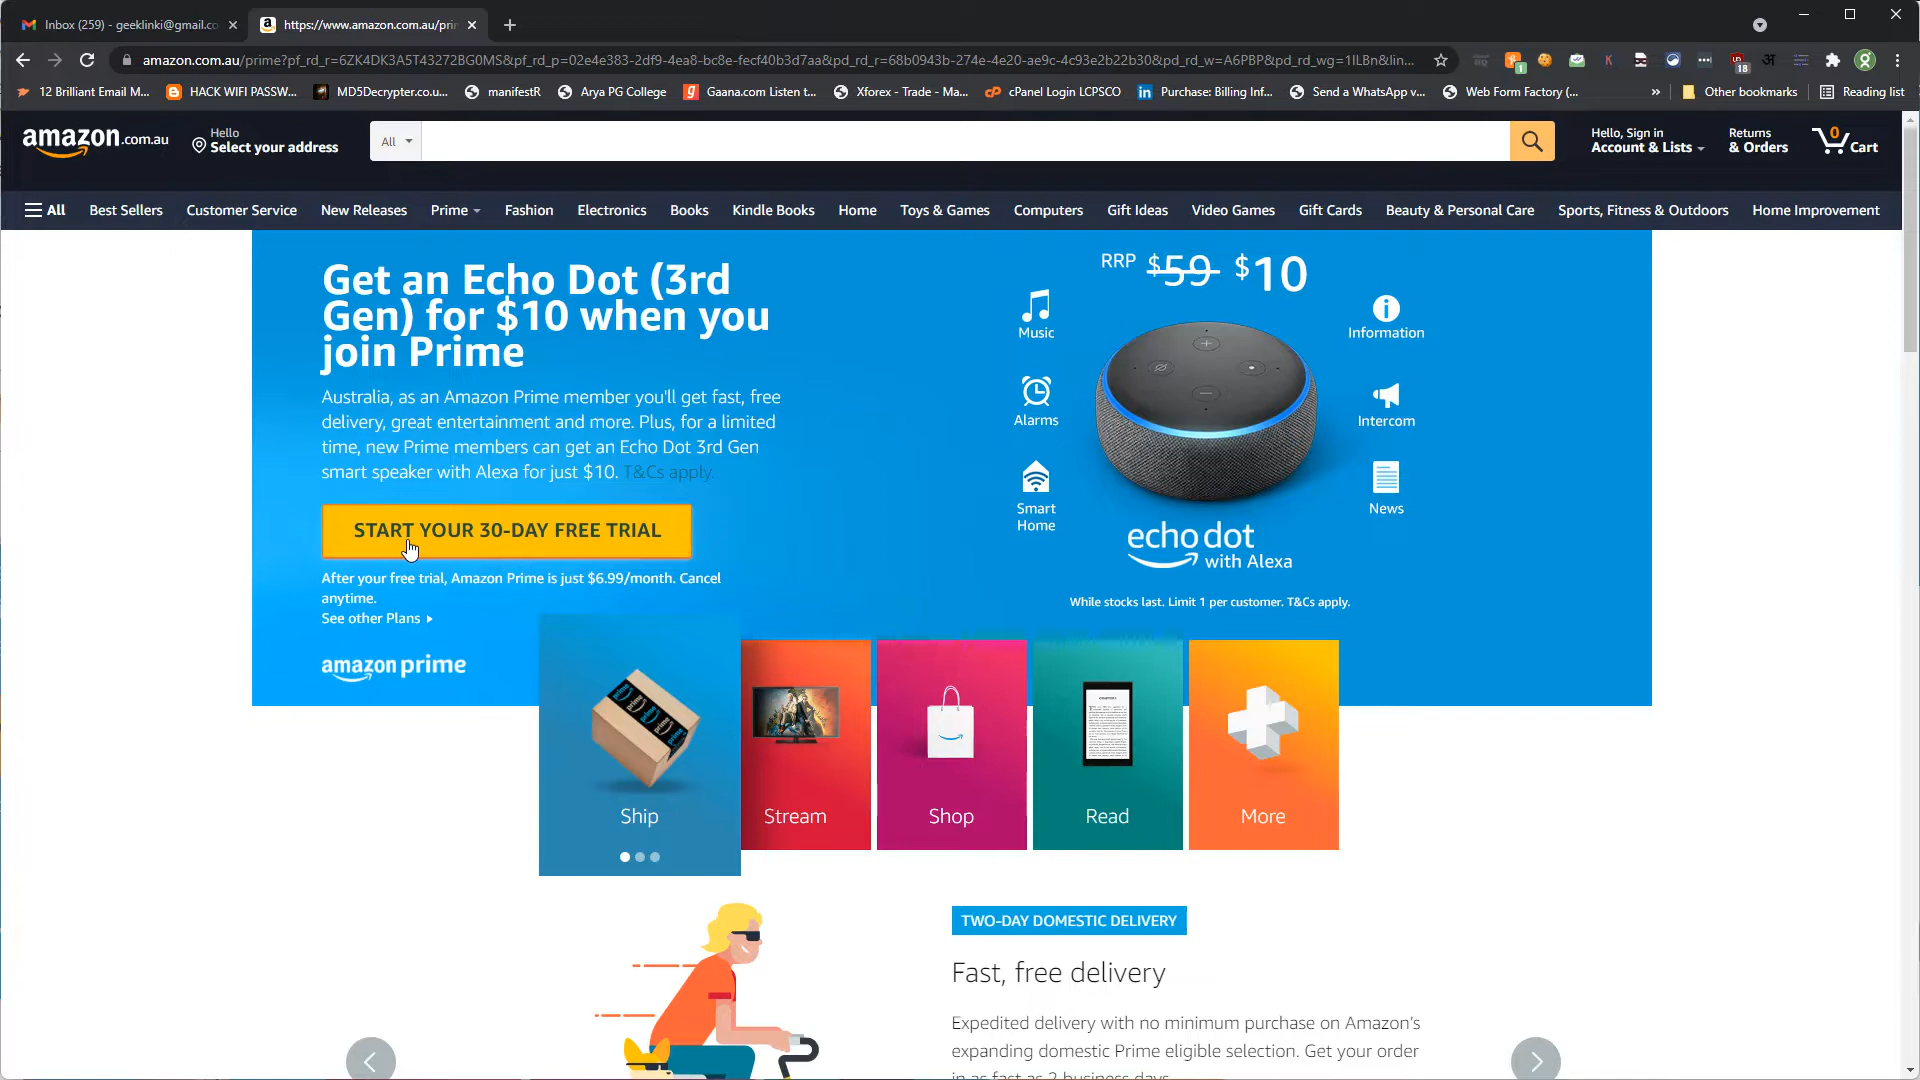 Inbox (259) - geeklinki@gmail.co
https://www.amazon.com.au/pri
amazon.com.au/prime?pf_rd_r=6ZK4DK3A5T43272BG0MS&pf_rd_p=02e4e383-2df9-4ea8-bc8e-fecf40b3d7aa&pd_rd_r=68b0943b-274e-4e20-ae9c-4c93e2b22b30&pd_rd_w=A6PBP&pd_rd_wg=1ILBn&lin...
1
18
12 Brilliant Email M...
HACK WIFI PASSW...
MD5Decrypter.co.u...
manifestR
Arya PG College
Gaana.com Listen t...
Xforex - Trade - Ma...
cPanel Login LCPSCO
Purchase: Billing Inf...
Send a WhatsApp v...
Web Form Factory (...
»
Other bookmarks
Reading list
amazon.com.au
Hello
Select your address
All
Hello, Sign in
Account & Lists
Returns
& Orders
0
Cart
All
Best Sellers
Customer Service
New Releases
Prime
Fashion
Electronics
Books
Kindle Books
Home
Toys & Games
Computers
Gift Ideas
Video Games
Gift Cards
Beauty & Personal Care
Sports, Fitness & Outdoors
Home Improvement
Get an Echo Dot (3rd
Gen) for $10 when you
join Prime
Australia, as an Amazon Prime member you'll get fast, free
delivery, great entertainment and more. Plus, for a limited
time, new Prime members can get an Echo Dot 3rd Gen
smart speaker with Alexa for just $10. T&Cs apply.
START YOUR 30-DAY FREE TRIAL
After your free trial, Amazon Prime is just $6.99/month. Cancel
anytime.
See other Plans
amazon prime
RRP $59 $10
Music
Information
Alarms
Intercom
Smart
Home
News
echo dot
with Alexa
While stocks last. Limit 1 per customer. T&Cs apply.
prime
prime
prime
Ship
Stream
Shop
Read
More
TWO-DAY DOMESTIC DELIVERY
Fast, free delivery
Expedited delivery with no minimum purchase on Amazon's
expanding domestic Prime eligible selection. Get your order
in as fast as 2 business days